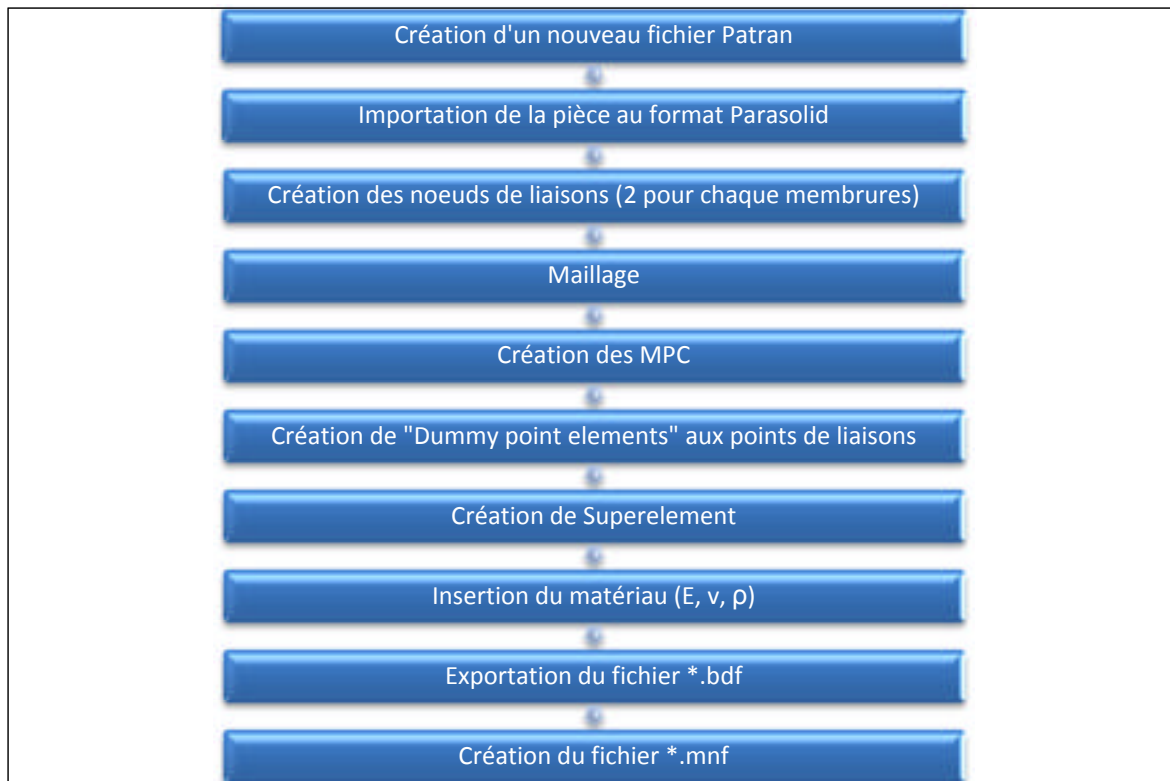 Création d'un nouveau fichier Patran
Importation de la pièce au format Parasolid
Création des noeuds de liaisons (2 pour chaque membrures)
Maillage
Création des MPC
Création de "Dummy point elements" aux points de liaisons
Création de Superelement
Insertion du matériau (E, ν, ρ)
Exportation du fichier *.bdf
Création du fichier *.mnf